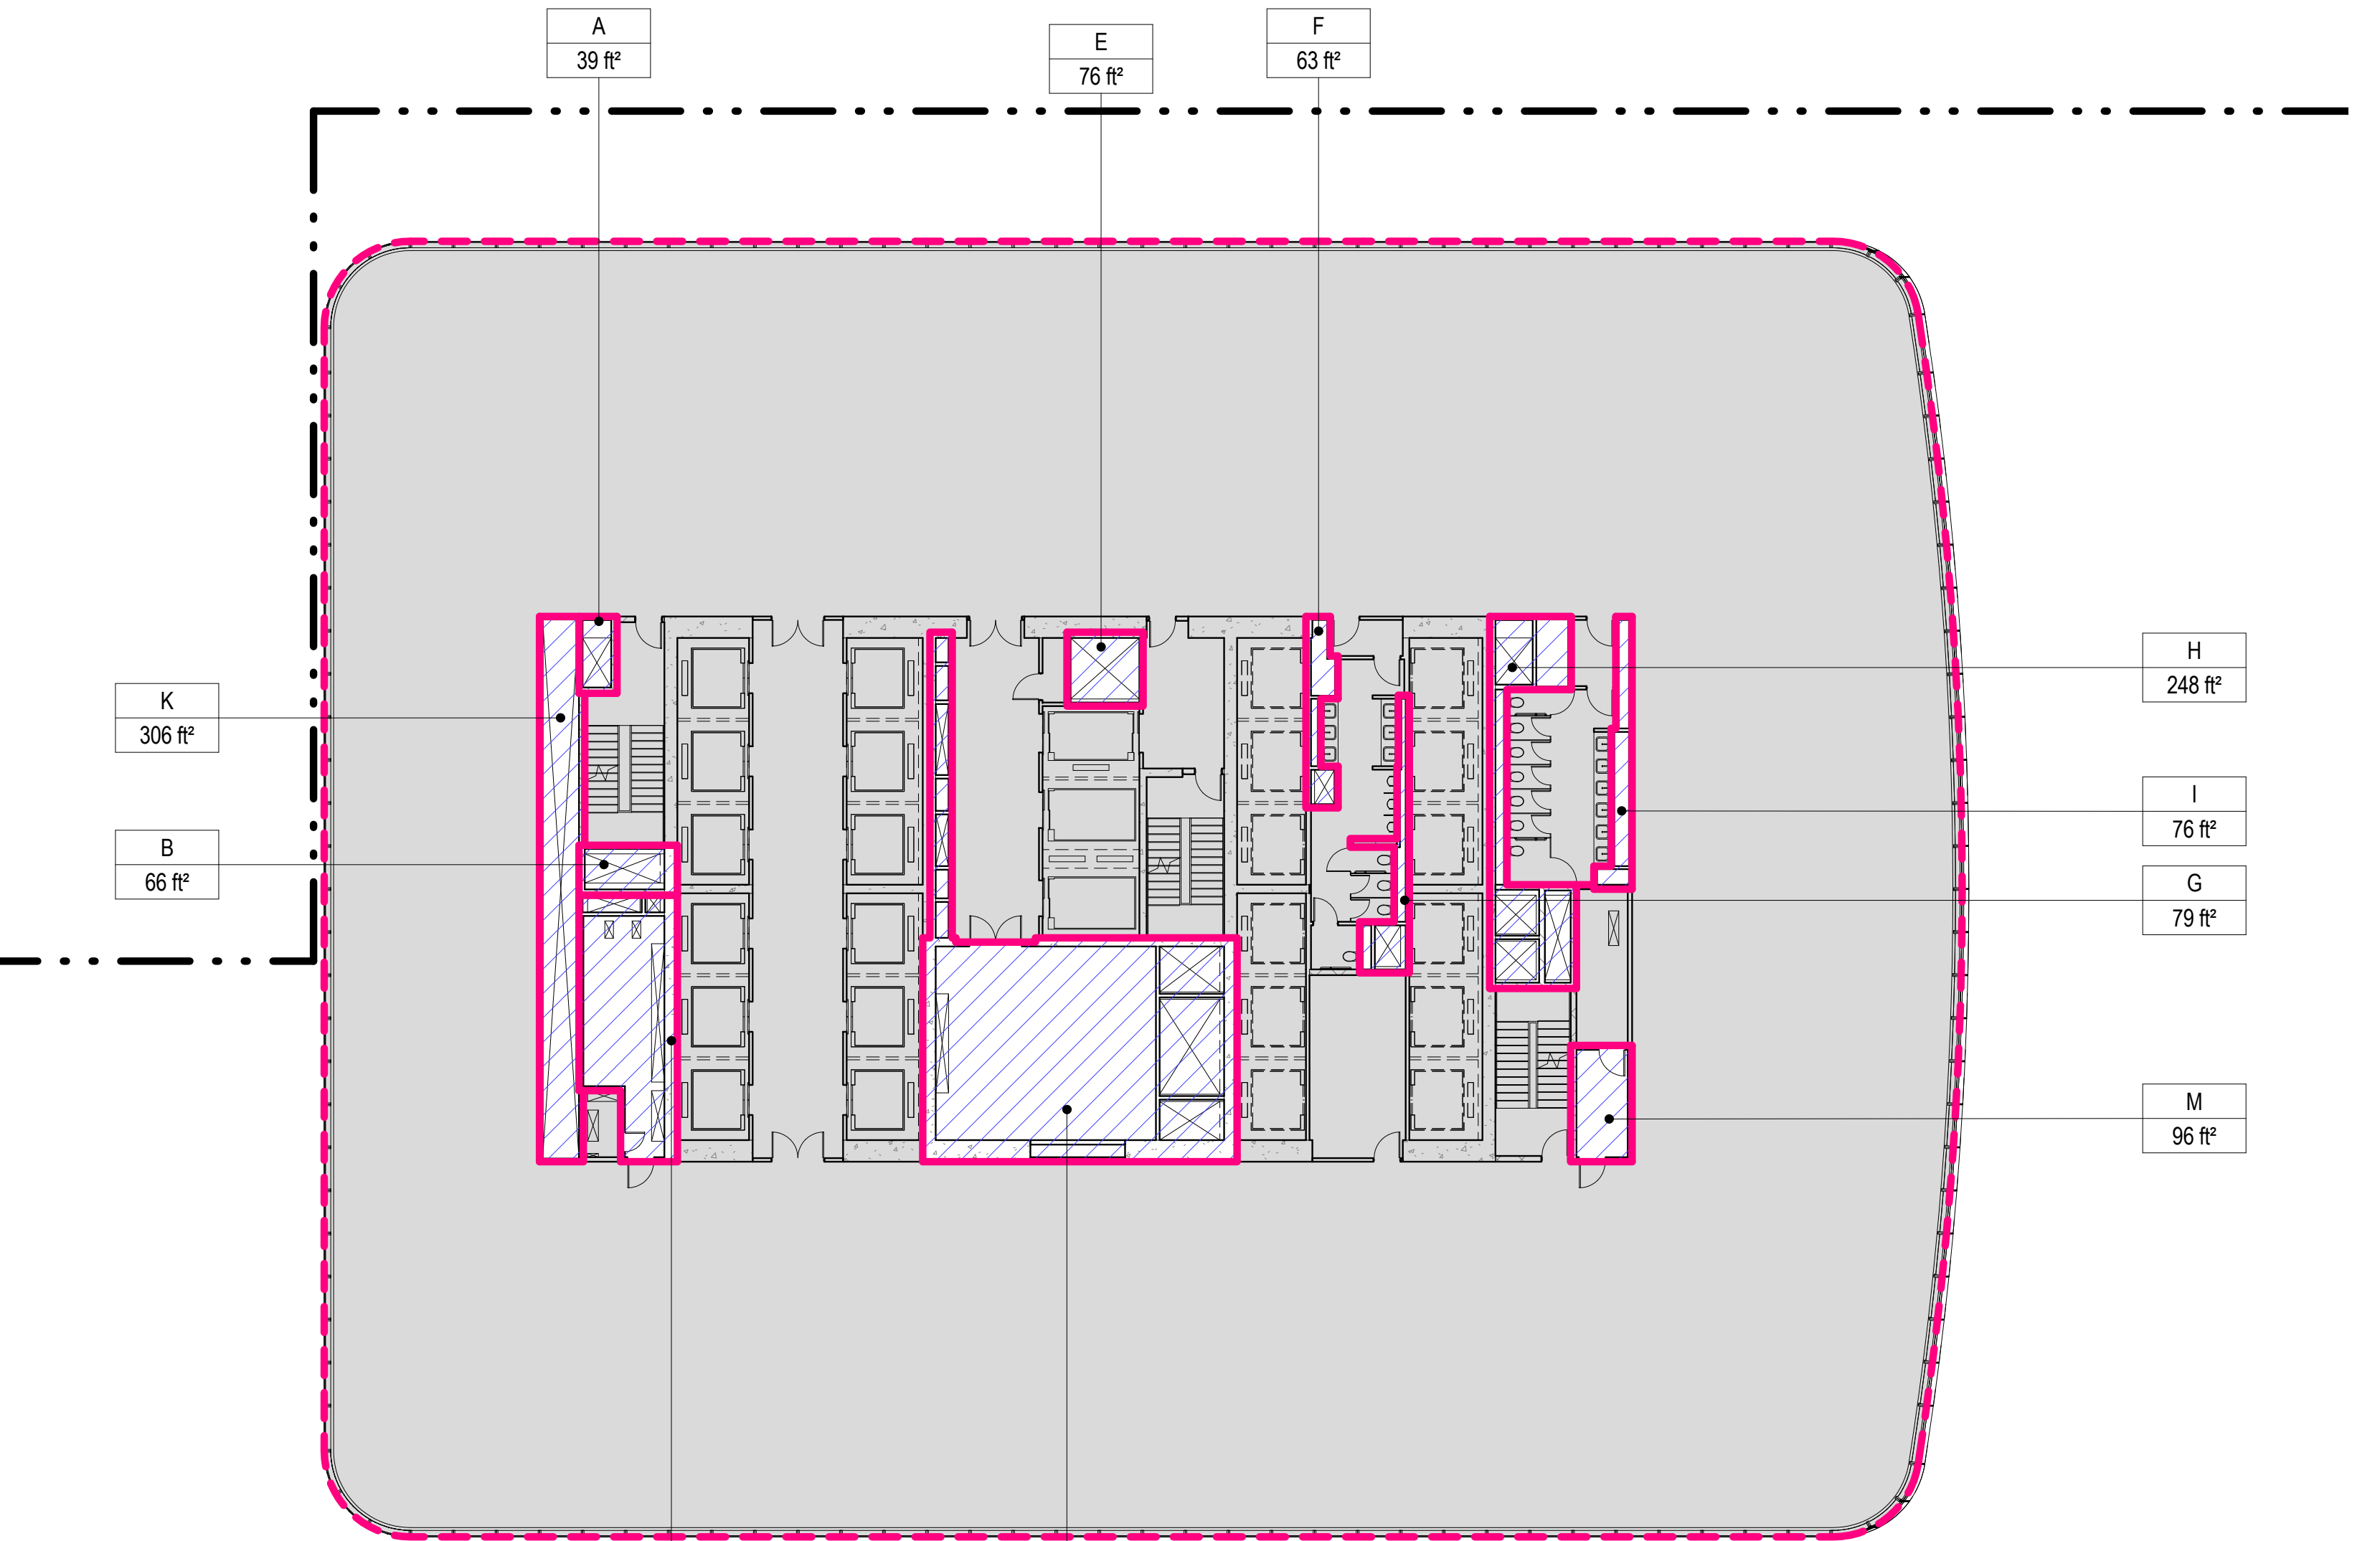 A
39 ft²
E
76 ft²
F
63 ft²
H
248 ft²
K
306 ft²
I
76 ft²
B
66 ft²
G
79 ft²
M
96 ft²